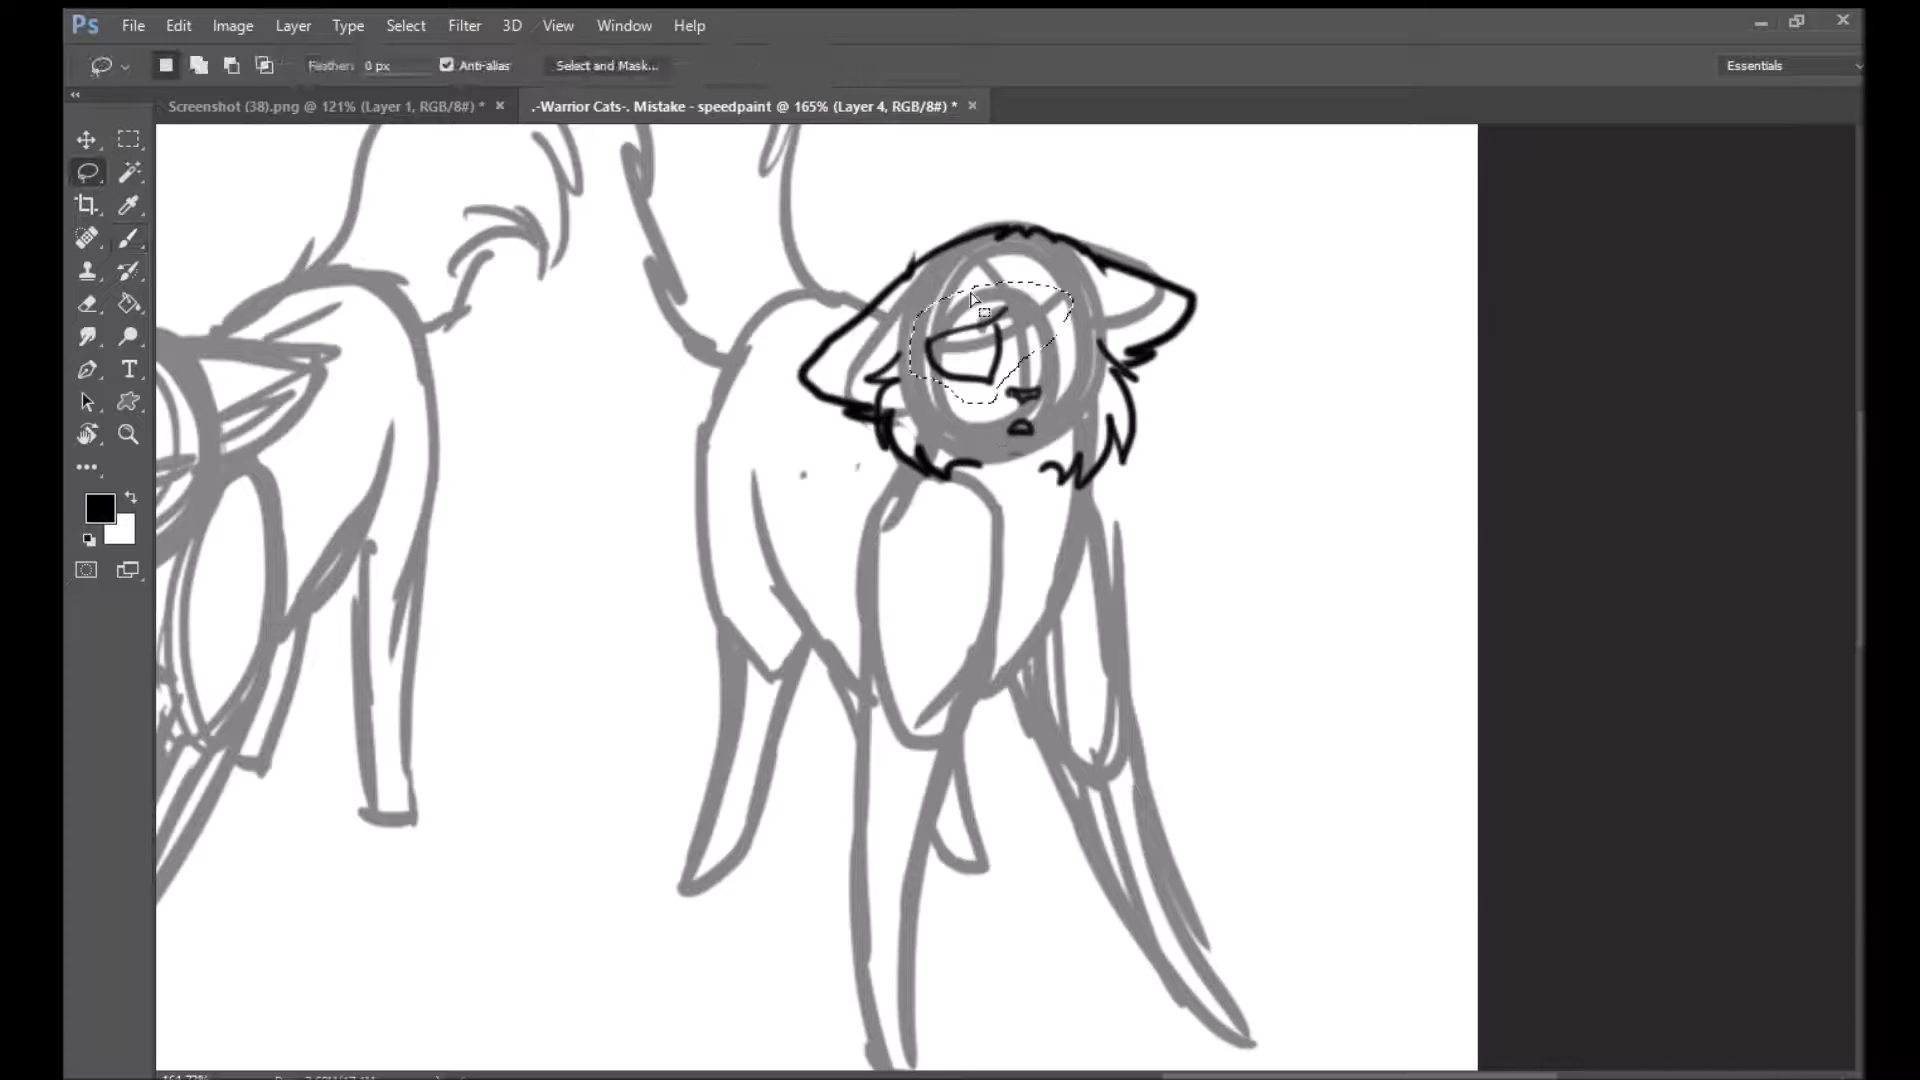 Ps File Edit Image Layer Type Select Filter 3D View Window Help
Feather: 0 px Anti-alias Select and Mask... Essentials
Screenshot (38).png @ 121% (Layer 1, RGB/8#) * .-Warrior Cats-. Mistake - speedpaint @ 165% (Layer 4, RGB/8#) *
T